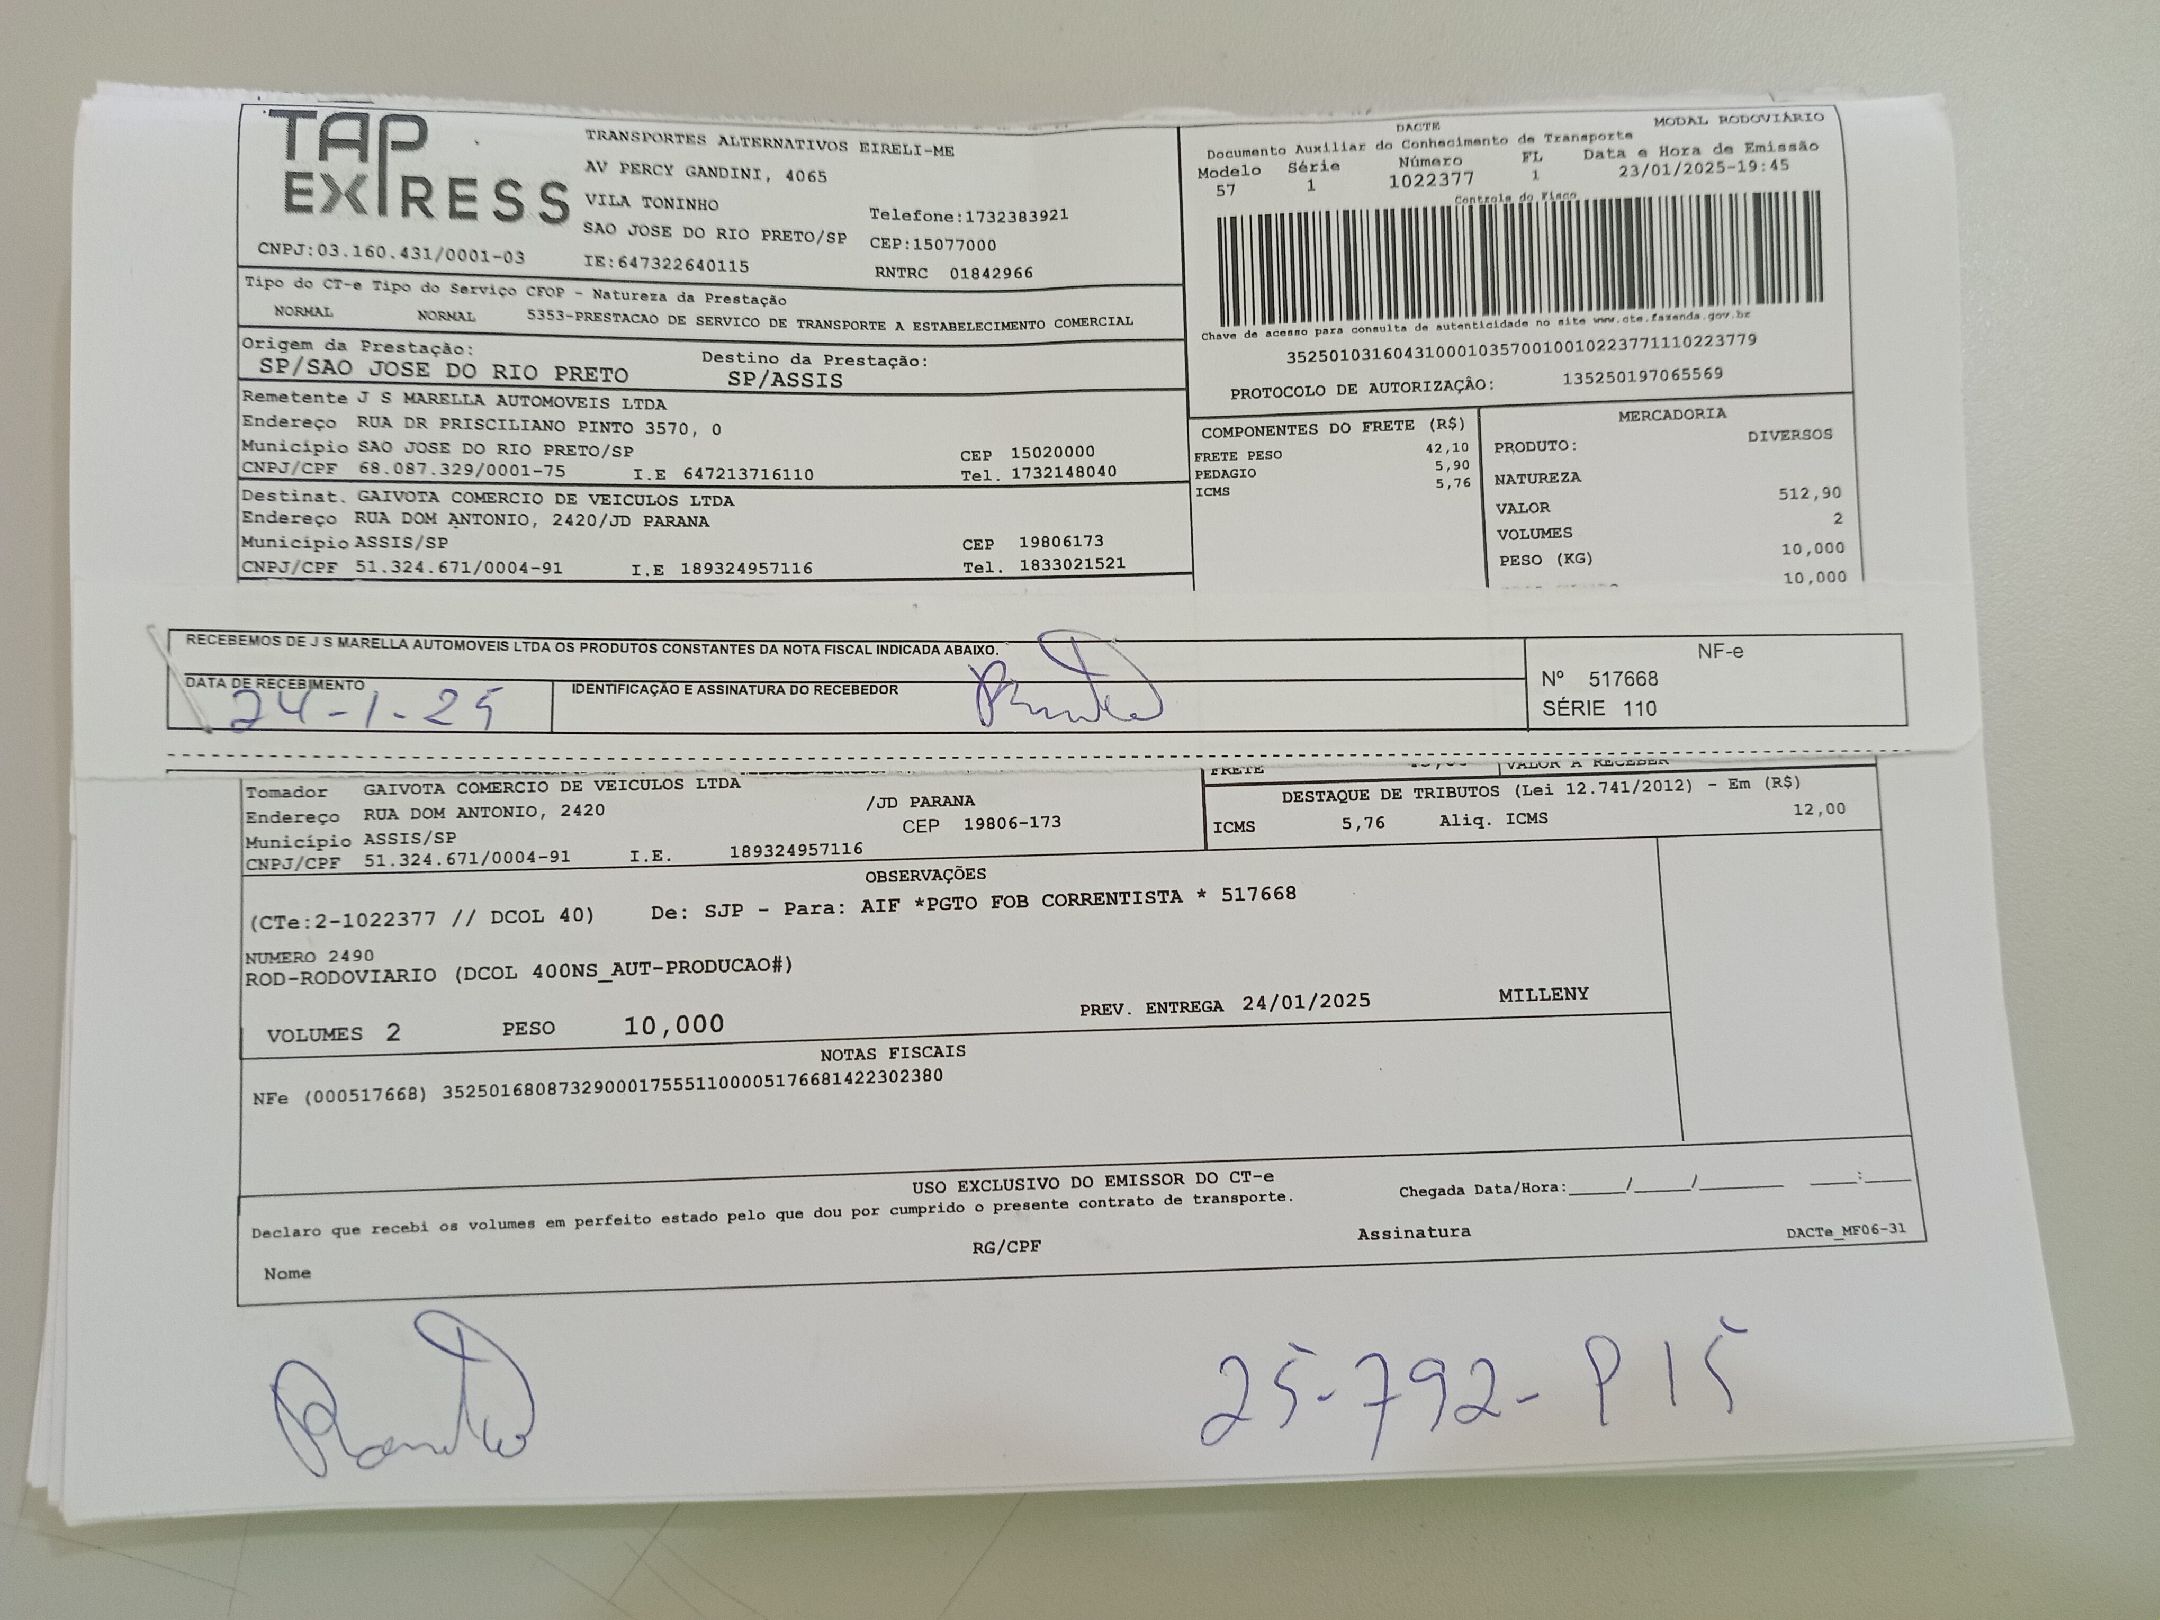 TAP EXPRESS
TRANSPORTES ALTERNATIVOS EIRELI-ME
AV PERCY GANDINI, 4065
VILA TONINHO
SAO JOSE DO RIO PRETO/SP
Telefone:1732383921
CEP:15077000
CNPJ:03.160.431/0001-03 IE:647322640115 RNTRC 01842966
DACTE MODAL RODOVIÁRIO
Documento Auxiliar do Conhecimento de Transporte
Modelo Série Número FL Data e Hora de Emissão
57 1 1022377 1 23/01/2025-19:45
Controle do Fisco
Chave de acesso para consulta de autenticidade no site www.cte.fazenda.gov.br
35250103160431000103570010010223771110223779
PROTOCOLO DE AUTORIZAÇÃO: 135250197065569
Tipo do CT-e Tipo do Serviço CFOP - Natureza da Prestação
NORMAL NORMAL 5353-PRESTACAO DE SERVICO DE TRANSPORTE A ESTABELECIMENTO COMERCIAL
Origem da Prestação: Destino da Prestação:
SP/SAO JOSE DO RIO PRETO SP/ASSIS
Remetente J S MARELLA AUTOMOVEIS LTDA
Endereço RUA DR PRISCILIANO PINTO 3570, 0
Município SAO JOSE DO RIO PRETO/SP CEP 15020000
CNPJ/CPF 68.087.329/0001-75 I.E 647213716110 Tel. 1732148040
Destinat. GAIVOTA COMERCIO DE VEICULOS LTDA
Endereço RUA DOM ANTONIO, 2420/JD PARANA
Município ASSIS/SP CEP 19806173
CNPJ/CPF 51.324.671/0004-91 I.E 189324957116 Tel. 1833021521
COMPONENTES DO FRETE (R$)
FRETE PESO 42,10
PEDAGIO 5,90
ICMS 5,76
MERCADORIA
PRODUTO: DIVERSOS
NATUREZA
VALOR 512,90
VOLUMES 2
PESO (KG) 10,000
10,000
RECEBEMOS DE J S MARELLA AUTOMOVEIS LTDA OS PRODUTOS CONSTANTES DA NOTA FISCAL INDICADA ABAIXO.
DATA DE RECEBIMENTO
24-1-25
IDENTIFICAÇÃO E ASSINATURA DO RECEBEDOR
NF-e
Nº 517668
SÉRIE 110
Tomador GAIVOTA COMERCIO DE VEICULOS LTDA
Endereço RUA DOM ANTONIO, 2420 /JD PARANA
Município ASSIS/SP CEP 19806-173
CNPJ/CPF 51.324.671/0004-91 I.E. 189324957116
FRETE VALOR A RECEBER
DESTAQUE DE TRIBUTOS (Lei 12.741/2012) - Em (R$)
ICMS 5,76 Aliq. ICMS 12,00
OBSERVAÇÕES
(CTe:2-1022377 // DCOL 40) De: SJP - Para: AIF *PGTO FOB CORRENTISTA * 517668
NUMERO 2490
ROD-RODOVIARIO (DCOL 400NS_AUT-PRODUCAO#)
VOLUMES 2 PESO 10,000 PREV. ENTREGA 24/01/2025 MILLENY
NOTAS FISCAIS
NFe (000517668) 35250168087329000175551100005176681422302380
USO EXCLUSIVO DO EMISSOR DO CT-e
Declaro que recebi os volumes em perfeito estado pelo que dou por cumprido o presente contrato de transporte.
Chegada Data/Hora:_____/_____/_______ ____:____
Nome RG/CPF Assinatura DACTe_MF06-31
25-792-P15